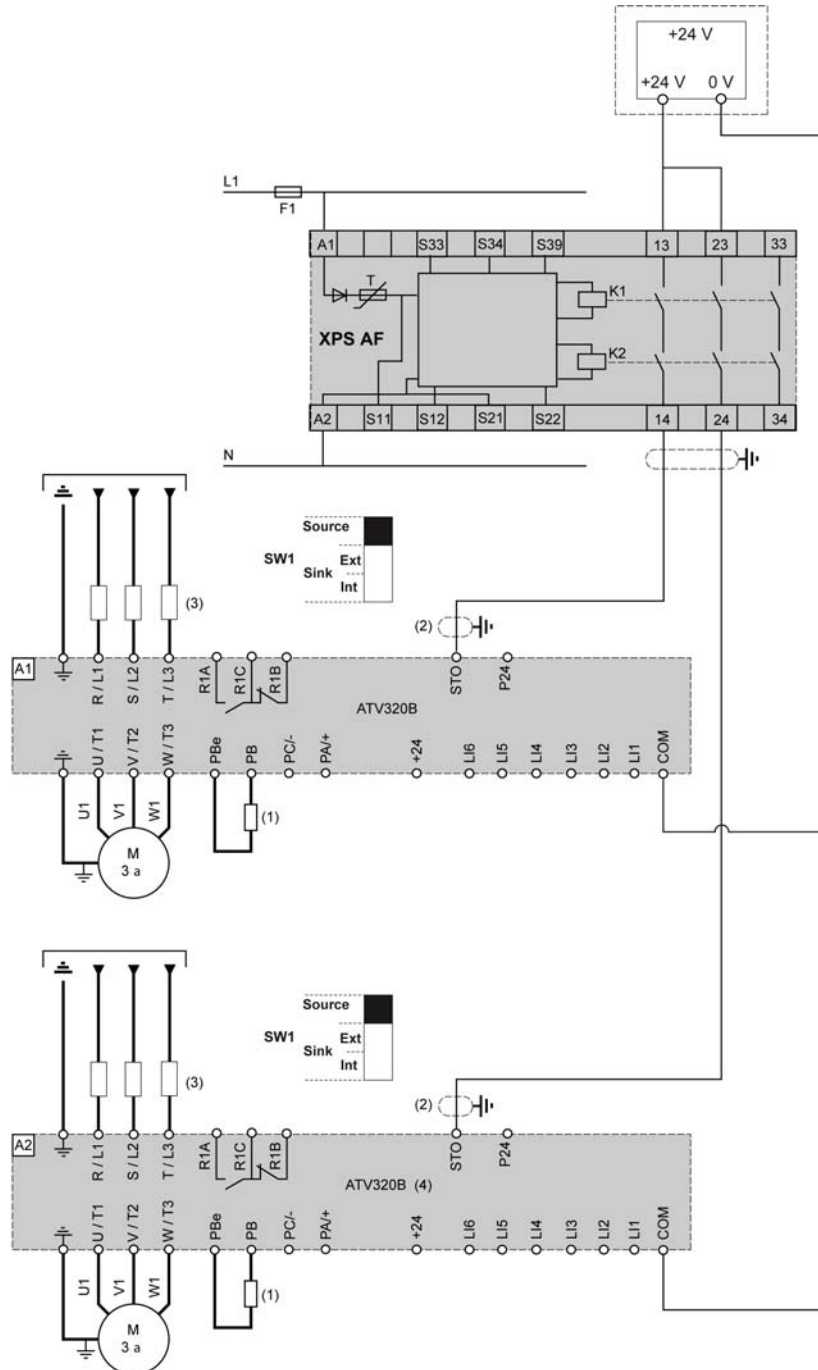 +24 V
+24 V 0 V
L1
F1
A1 S33 S34 S39 13 23 33
T
K1
XPS AF
K2
A2 S11 S12 S21 S22 14 24 34
N
Source
SW1 Sink Ext
Int
(3)
(2)
A1
R / L1 S / L2 T / L3 R1A R1C R1B STO P24
ATV320B
U / T1 V / T2 W / T3 PBe PB PC/- PA/+ +24 LI6 LI5 LI4 LI3 LI2 LI1 COM
U1 V1 W1
(1)
M
3 a
Source
SW1 Sink Ext
Int
(3)
(2)
A2
R / L1 S / L2 T / L3 R1A R1C R1B STO P24
ATV320B (4)
U / T1 V / T2 W / T3 PBe PB PC/- PA/+ +24 LI6 LI5 LI4 LI3 LI2 LI1 COM
U1 V1 W1
(1)
M
3 a